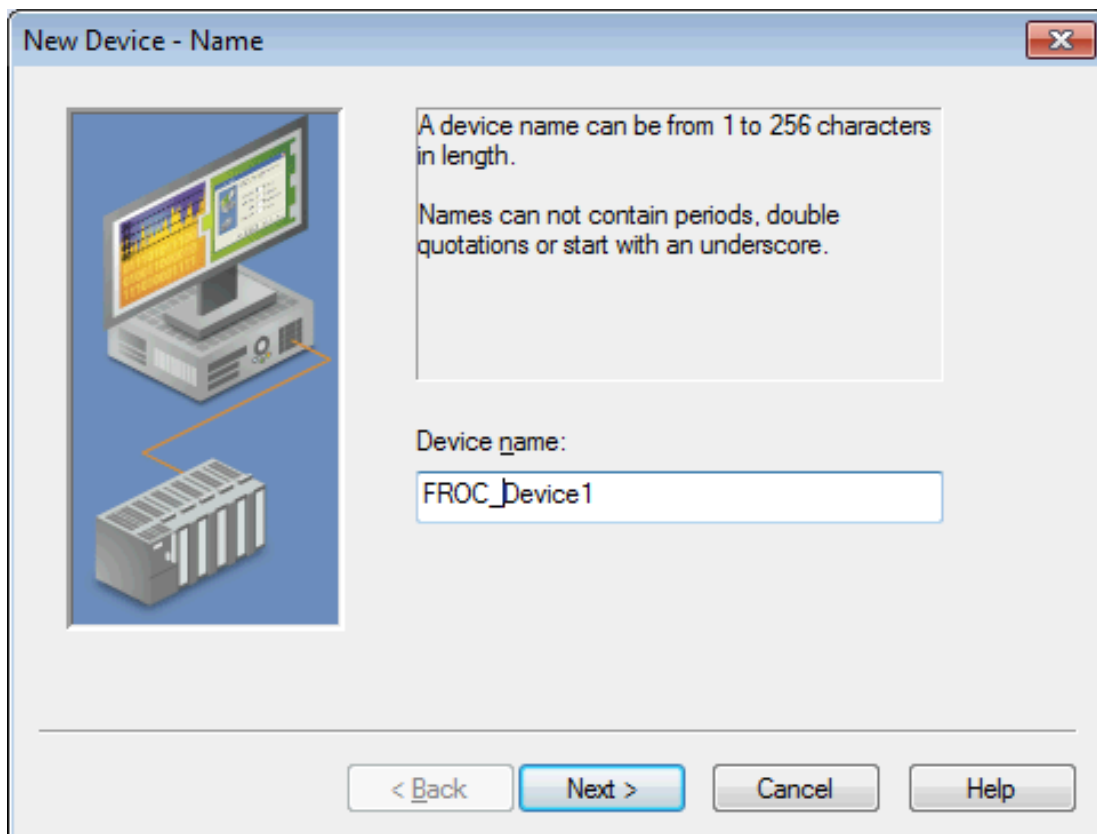 New Device - Name
A device name can be from 1 to 256 characters
in length.
Names can not contain periods, double
quotations or start with an underscore.
Device name:
FROC_Device1
< Back
Next >
Cancel
Help